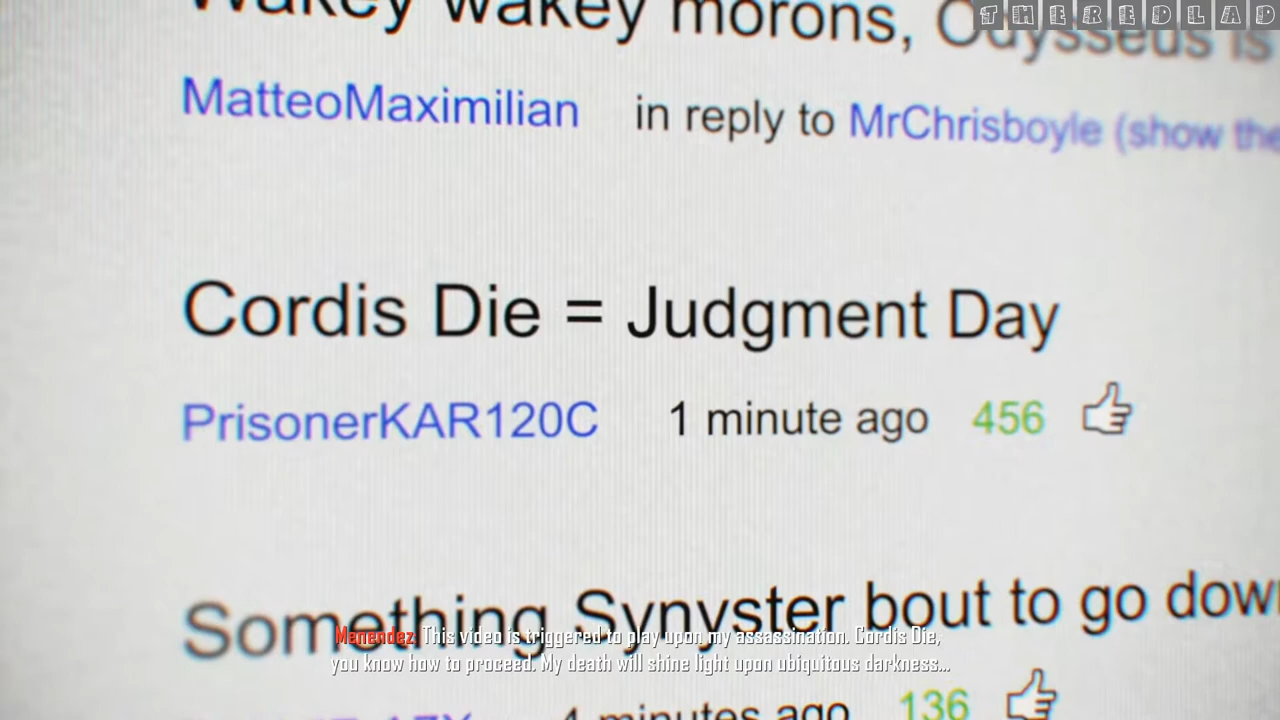 THEREDLAD
Wakey wakey morons, Odysseus is
MatteoMaximilian in reply to MrChrisboyle (show the
Cordis Die = Judgment Day
PrisonerKAR120C 1 minute ago 456
Something Synyster bout to go down
Menendez: This video is triggered to play upon my assassination. Cordis Die,
you know how to proceed. My death will shine light upon ubiquitous darkness...
4 minutes ago 136